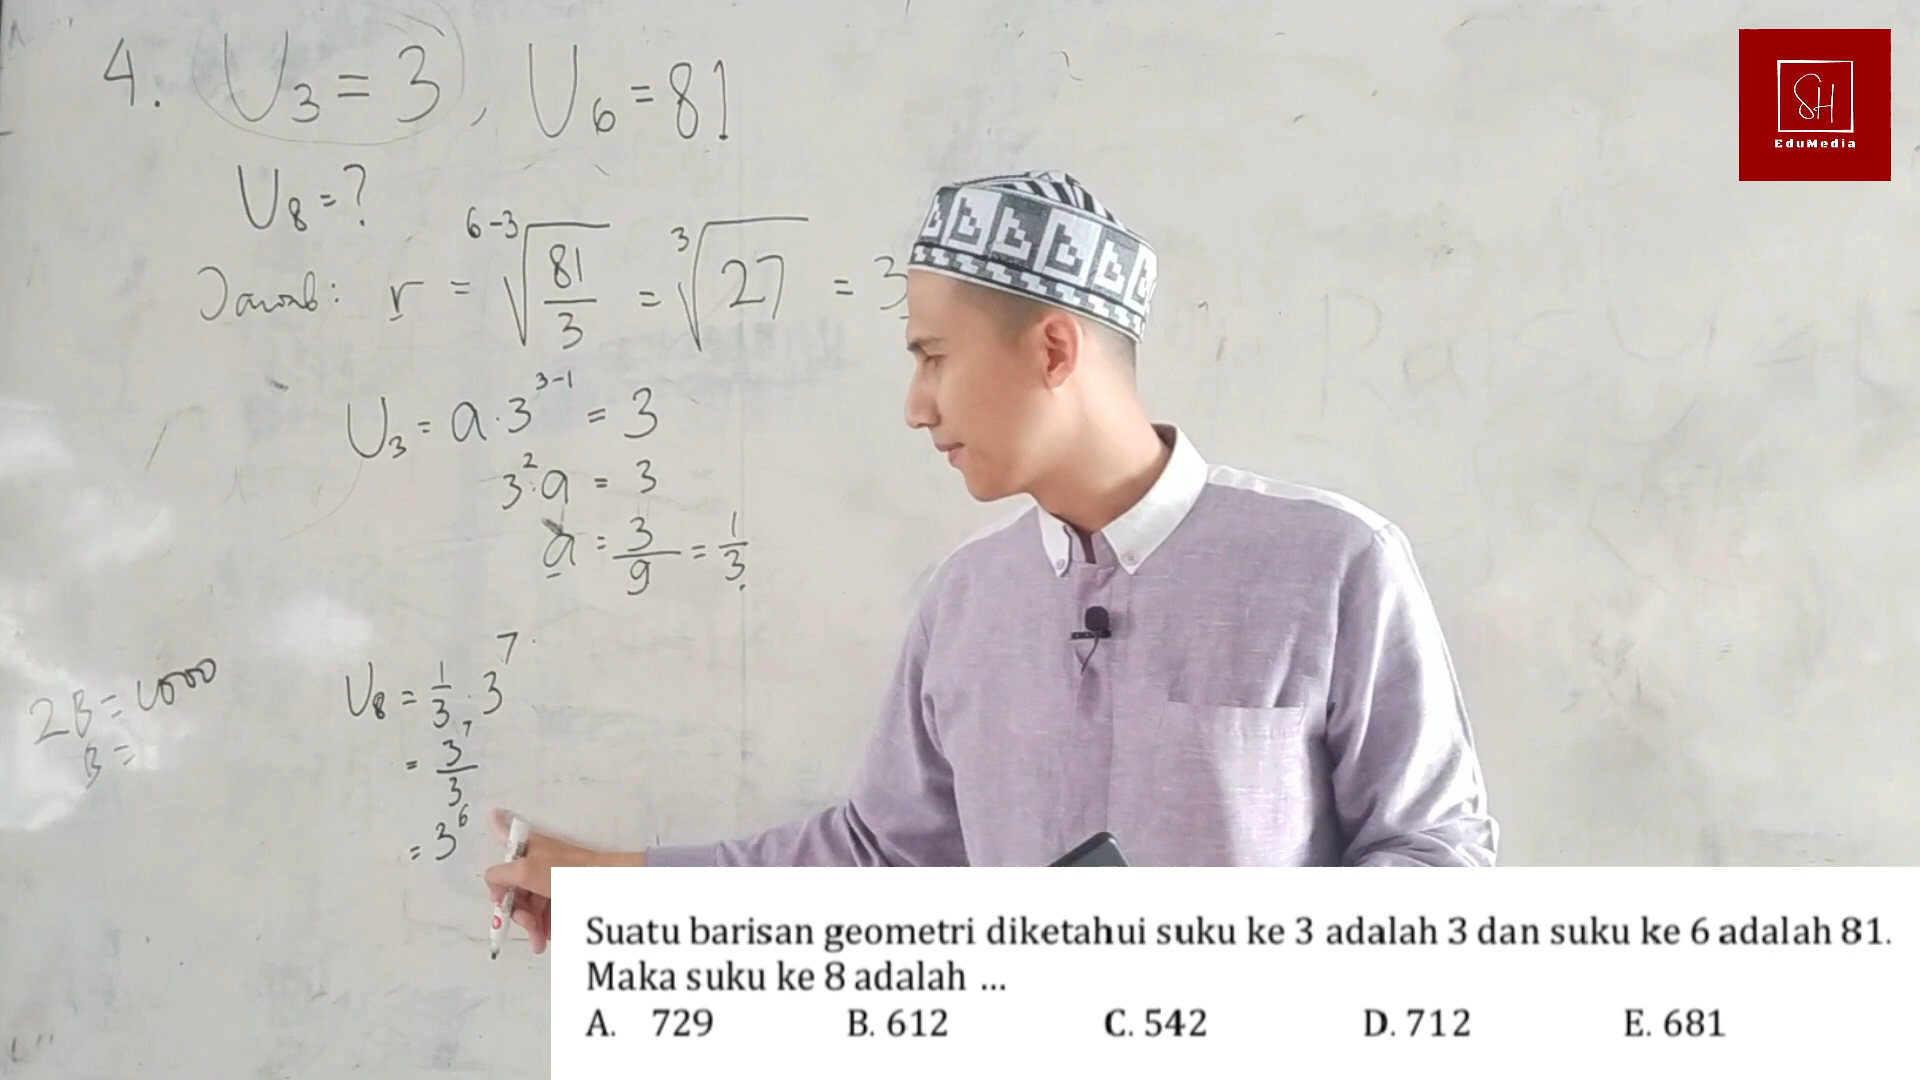 4. U₃ = 3 , U₆ = 81
U₈ = ?
Jawab: r = ⁶⁻³√(81/3) = ³√27 = 3
U₃ = a · 3³⁻¹ = 3
3² · a = 3
a = 3/9 = 1/3
U₈ = 1/3 · 3⁷
= 3⁷/3
= 3⁶
2B = 1000
B =
SH
EduMedia
Suatu barisan geometri diketahui suku ke 3 adalah 3 dan suku ke 6 adalah 81.
Maka suku ke 8 adalah ...
A. 729 B. 612 C. 542 D. 712 E. 681